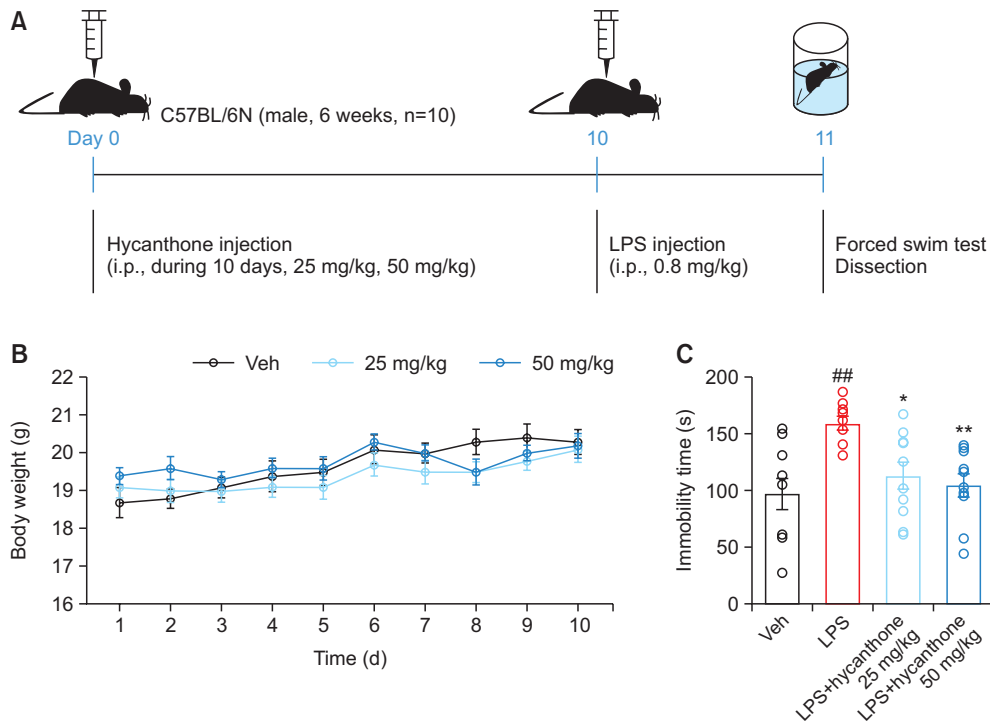 A
C57BL/6N (male, 6 weeks, n=10)
Day 0
10
11
Hycanthone injection
(i.p., during 10 days, 25 mg/kg, 50 mg/kg)
LPS injection
(i.p., 0.8 mg/kg)
Forced swim test
Dissection
B
Veh
25 mg/kg
50 mg/kg
Body weight (g)
22
21
20
19
18
17
16
1 2 3 4 5 6 7 8 9 10
Time (d)
C
Immobility time (s)
200
150
100
50
0
##
*
**
Veh
LPS
LPS+hycanthone
25 mg/kg
LPS+hycanthone
50 mg/kg